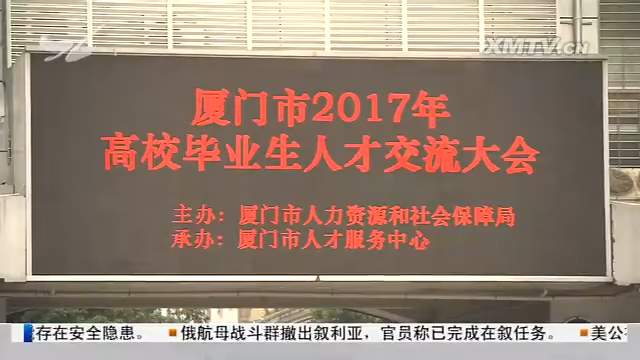 XMTV.CN
厦门市2017年
高校毕业生人才交流大会
主办：厦门市人力资源和社会保障局
承办：厦门市人才服务中心
存在安全隐患。 ▪俄航母战斗群撤出叙利亚，官员称已完成在叙任务。 ▪美公